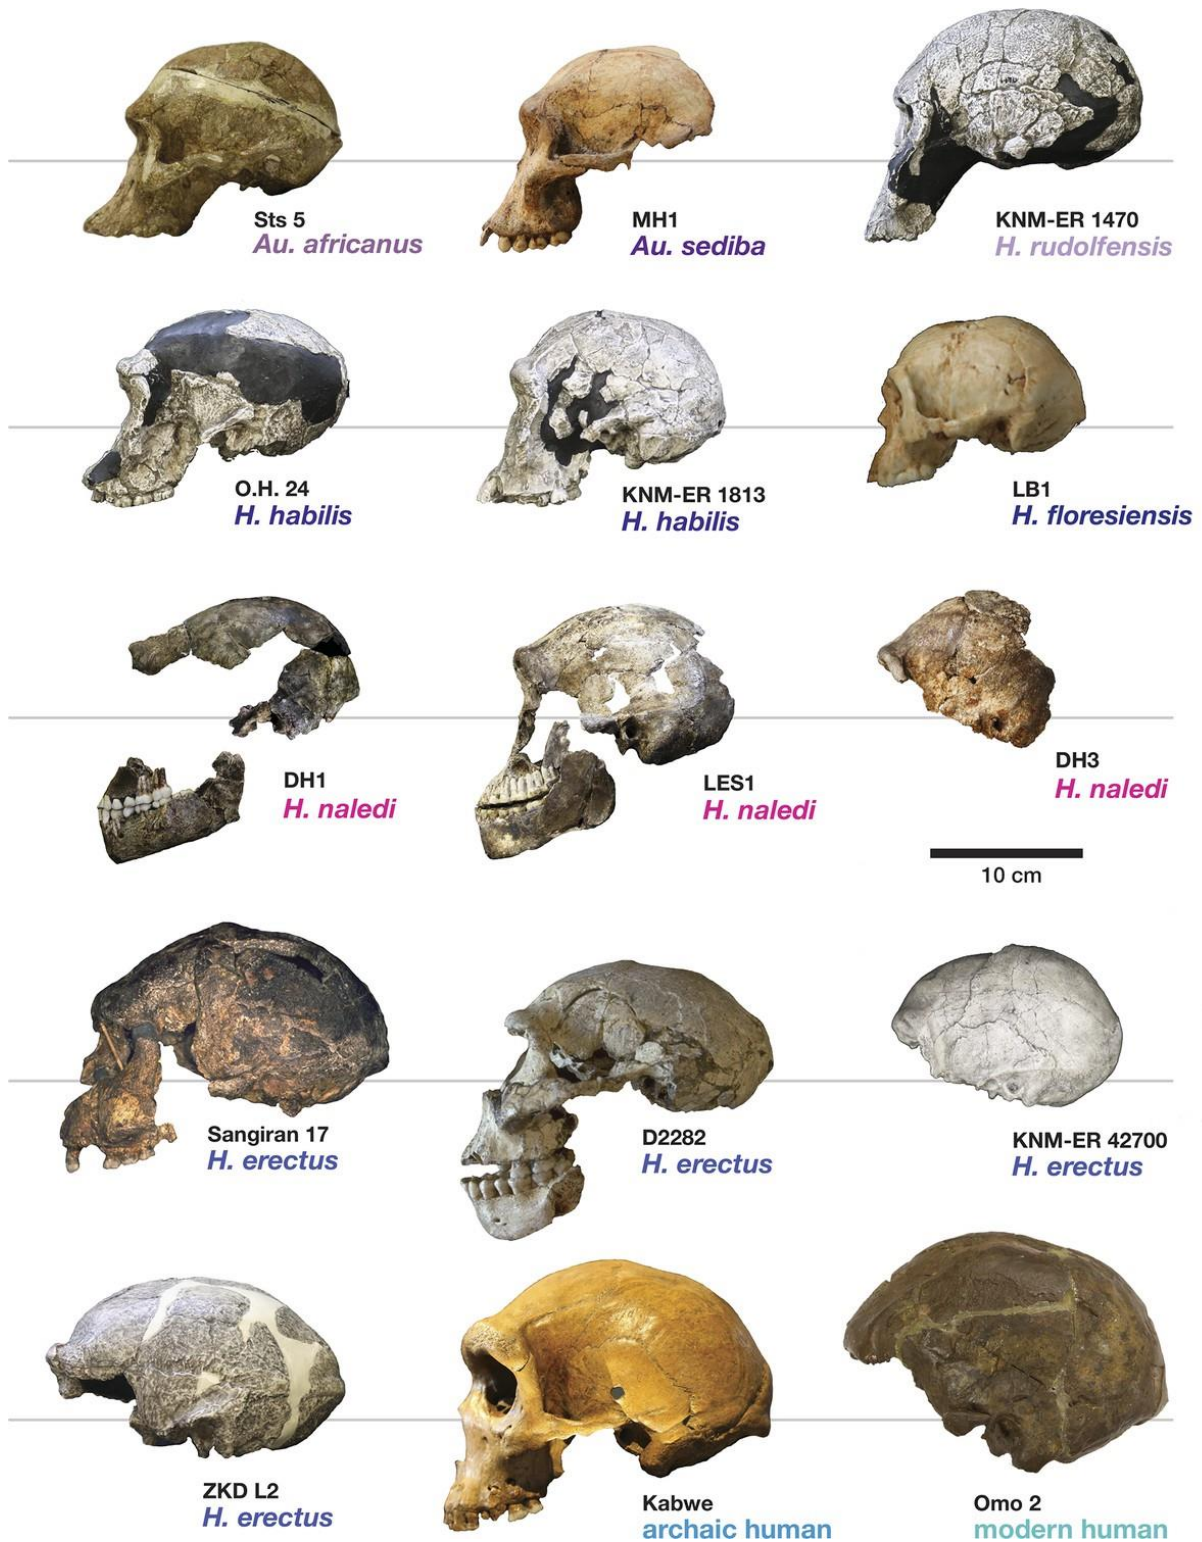 Sts 5
Au. africanus
MH1
Au. sediba
KNM-ER 1470
H. rudolfensis
O.H. 24
H. habilis
KNM-ER 1813
H. habilis
LB1
H. floresiensis
DH1
H. naledi
LES1
H. naledi
DH3
H. naledi
10 cm
Sangiran 17
H. erectus
D2282
H. erectus
KNM-ER 42700
H. erectus
ZKD L2
H. erectus
Kabwe
archaic human
Omo 2
modern human